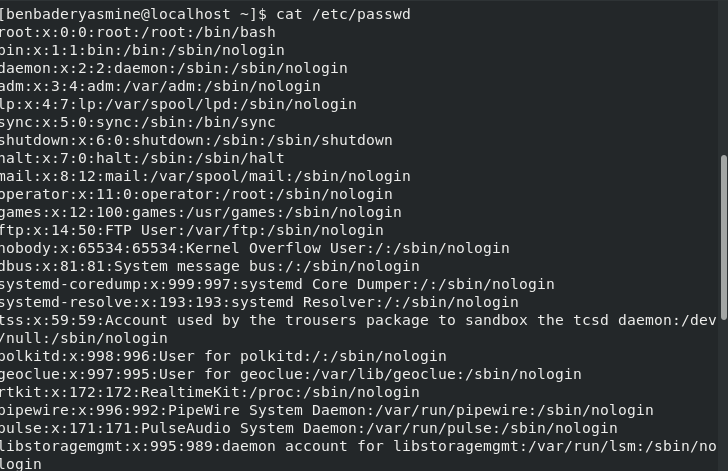 [benbaderyasmine@localhost ~]$ cat /etc/passwd
root:x:0:0:root:/root:/bin/bash
bin:x:1:1:bin:/bin:/sbin/nologin
daemon:x:2:2:daemon:/sbin:/sbin/nologin
adm:x:3:4:adm:/var/adm:/sbin/nologin
lp:x:4:7:lp:/var/spool/lpd:/sbin/nologin
sync:x:5:0:sync:/sbin:/bin/sync
shutdown:x:6:0:shutdown:/sbin:/sbin/shutdown
halt:x:7:0:halt:/sbin:/sbin/halt
mail:x:8:12:mail:/var/spool/mail:/sbin/nologin
operator:x:11:0:operator:/root:/sbin/nologin
games:x:12:100:games:/usr/games:/sbin/nologin
ftp:x:14:50:FTP User:/var/ftp:/sbin/nologin
nobody:x:65534:65534:Kernel Overflow User:/:/sbin/nologin
dbus:x:81:81:System message bus:/:/sbin/nologin
systemd-coredump:x:999:997:systemd Core Dumper:/:/sbin/nologin
systemd-resolve:x:193:193:systemd Resolver:/:/sbin/nologin
tss:x:59:59:Account used by the trousers package to sandbox the tcsd daemon:/dev
/null:/sbin/nologin
polkitd:x:998:996:User for polkitd:/:/sbin/nologin
geoclue:x:997:995:User for geoclue:/var/lib/geoclue:/sbin/nologin
rtkit:x:172:172:RealtimeKit:/proc:/sbin/nologin
pipewire:x:996:992:PipeWire System Daemon:/var/run/pipewire:/sbin/nologin
pulse:x:171:171:PulseAudio System Daemon:/var/run/pulse:/sbin/nologin
libstoragemgmt:x:995:989:daemon account for libstoragemgmt:/var/run/lsm:/sbin/no
login